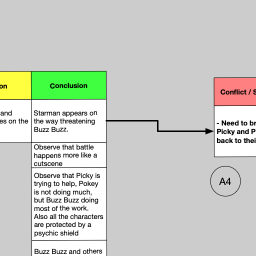 on
Conclusion
Conflict / S
and
es on the
Starman appears on
the way threatening
Buzz Buzz.
- Need to br
Picky and P
back to thei
Observe that battle
happens more like a
cutscene
Observe that Picky is
trying to help, Pokey
is not doing much,
but Buzz Buzz doing
most of the work.
Also all the characters
are protected by a
psychic shield
A4
Buzz Buzz and others